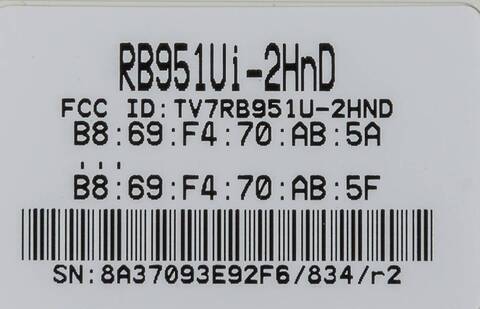 RB951Ui-2HnD
FCC ID:TV7RB951U-2HND
B8:69:F4:70:AB:5A
...
B8:69:F4:70:AB:5F
SN:8A37093E92F6/834/r2